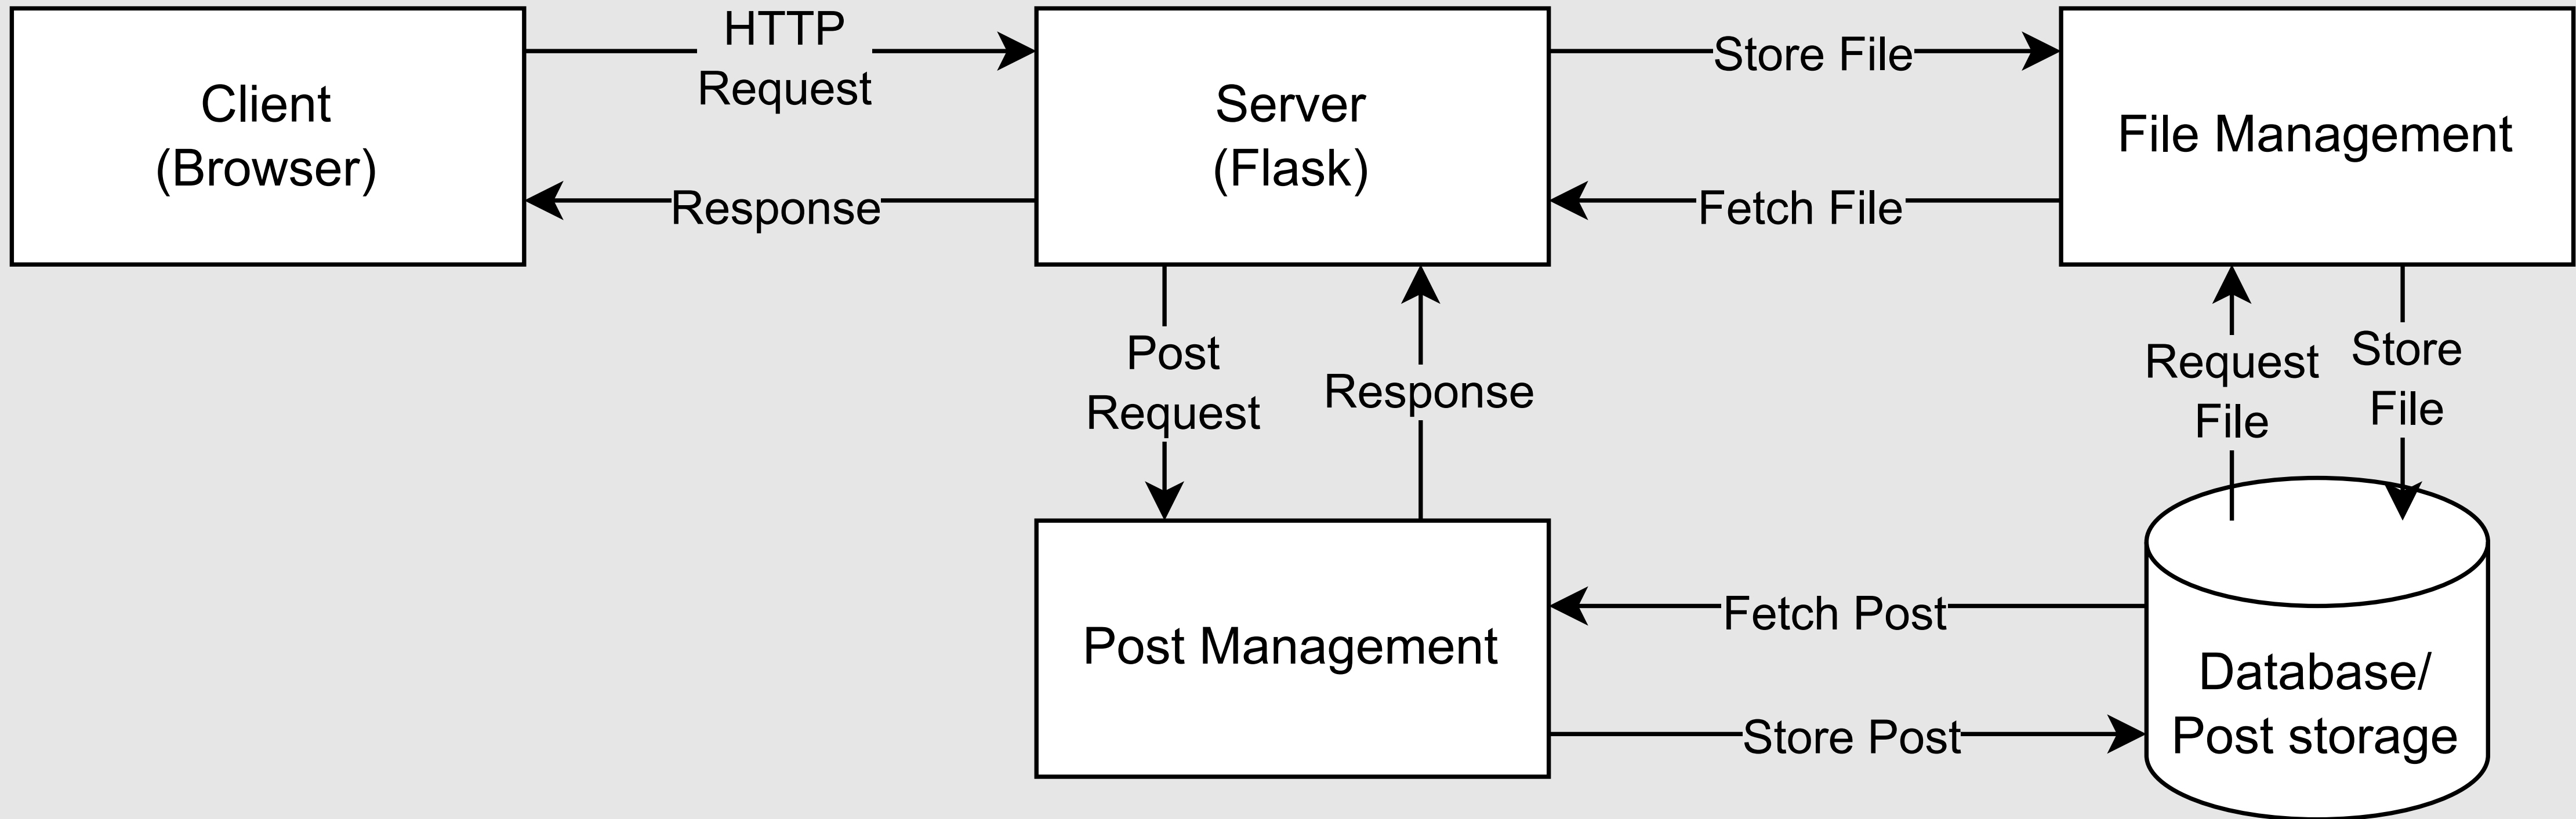 Client
(Browser)
HTTP
Request
Response
Server
(Flask)
Store File
Fetch File
File Management
Post
Request
Response
Request
File
Store
File
Post Management
Fetch Post
Store Post
Database/
Post storage